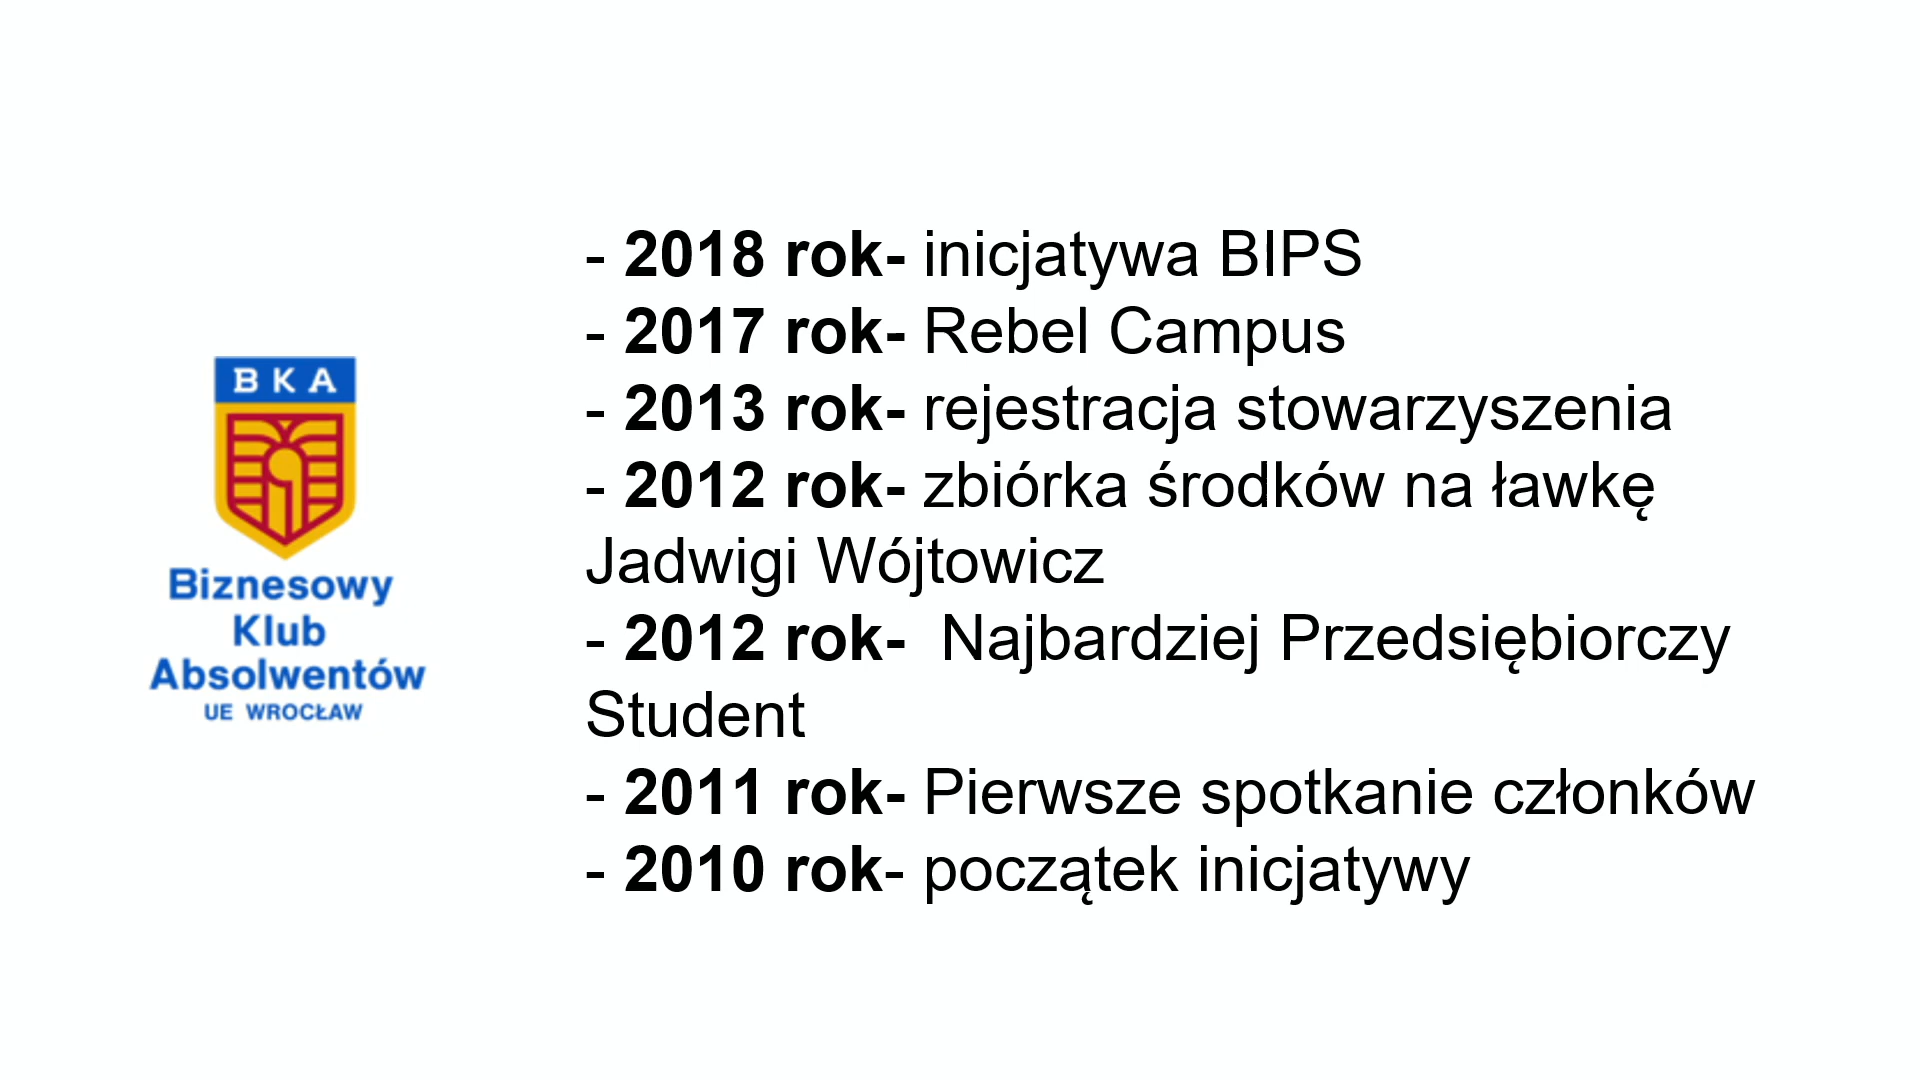 BKA
Biznesowy
Klub
Absolwentów
UE WROCŁAW
- 2018 rok- inicjatywa BIPS
- 2017 rok- Rebel Campus
- 2013 rok- rejestracja stowarzyszenia
- 2012 rok- zbiórka środków na ławkę
Jadwigi Wójtowicz
- 2012 rok-  Najbardziej Przedsiębiorczy
Student
- 2011 rok- Pierwsze spotkanie członków
- 2010 rok- początek inicjatywy